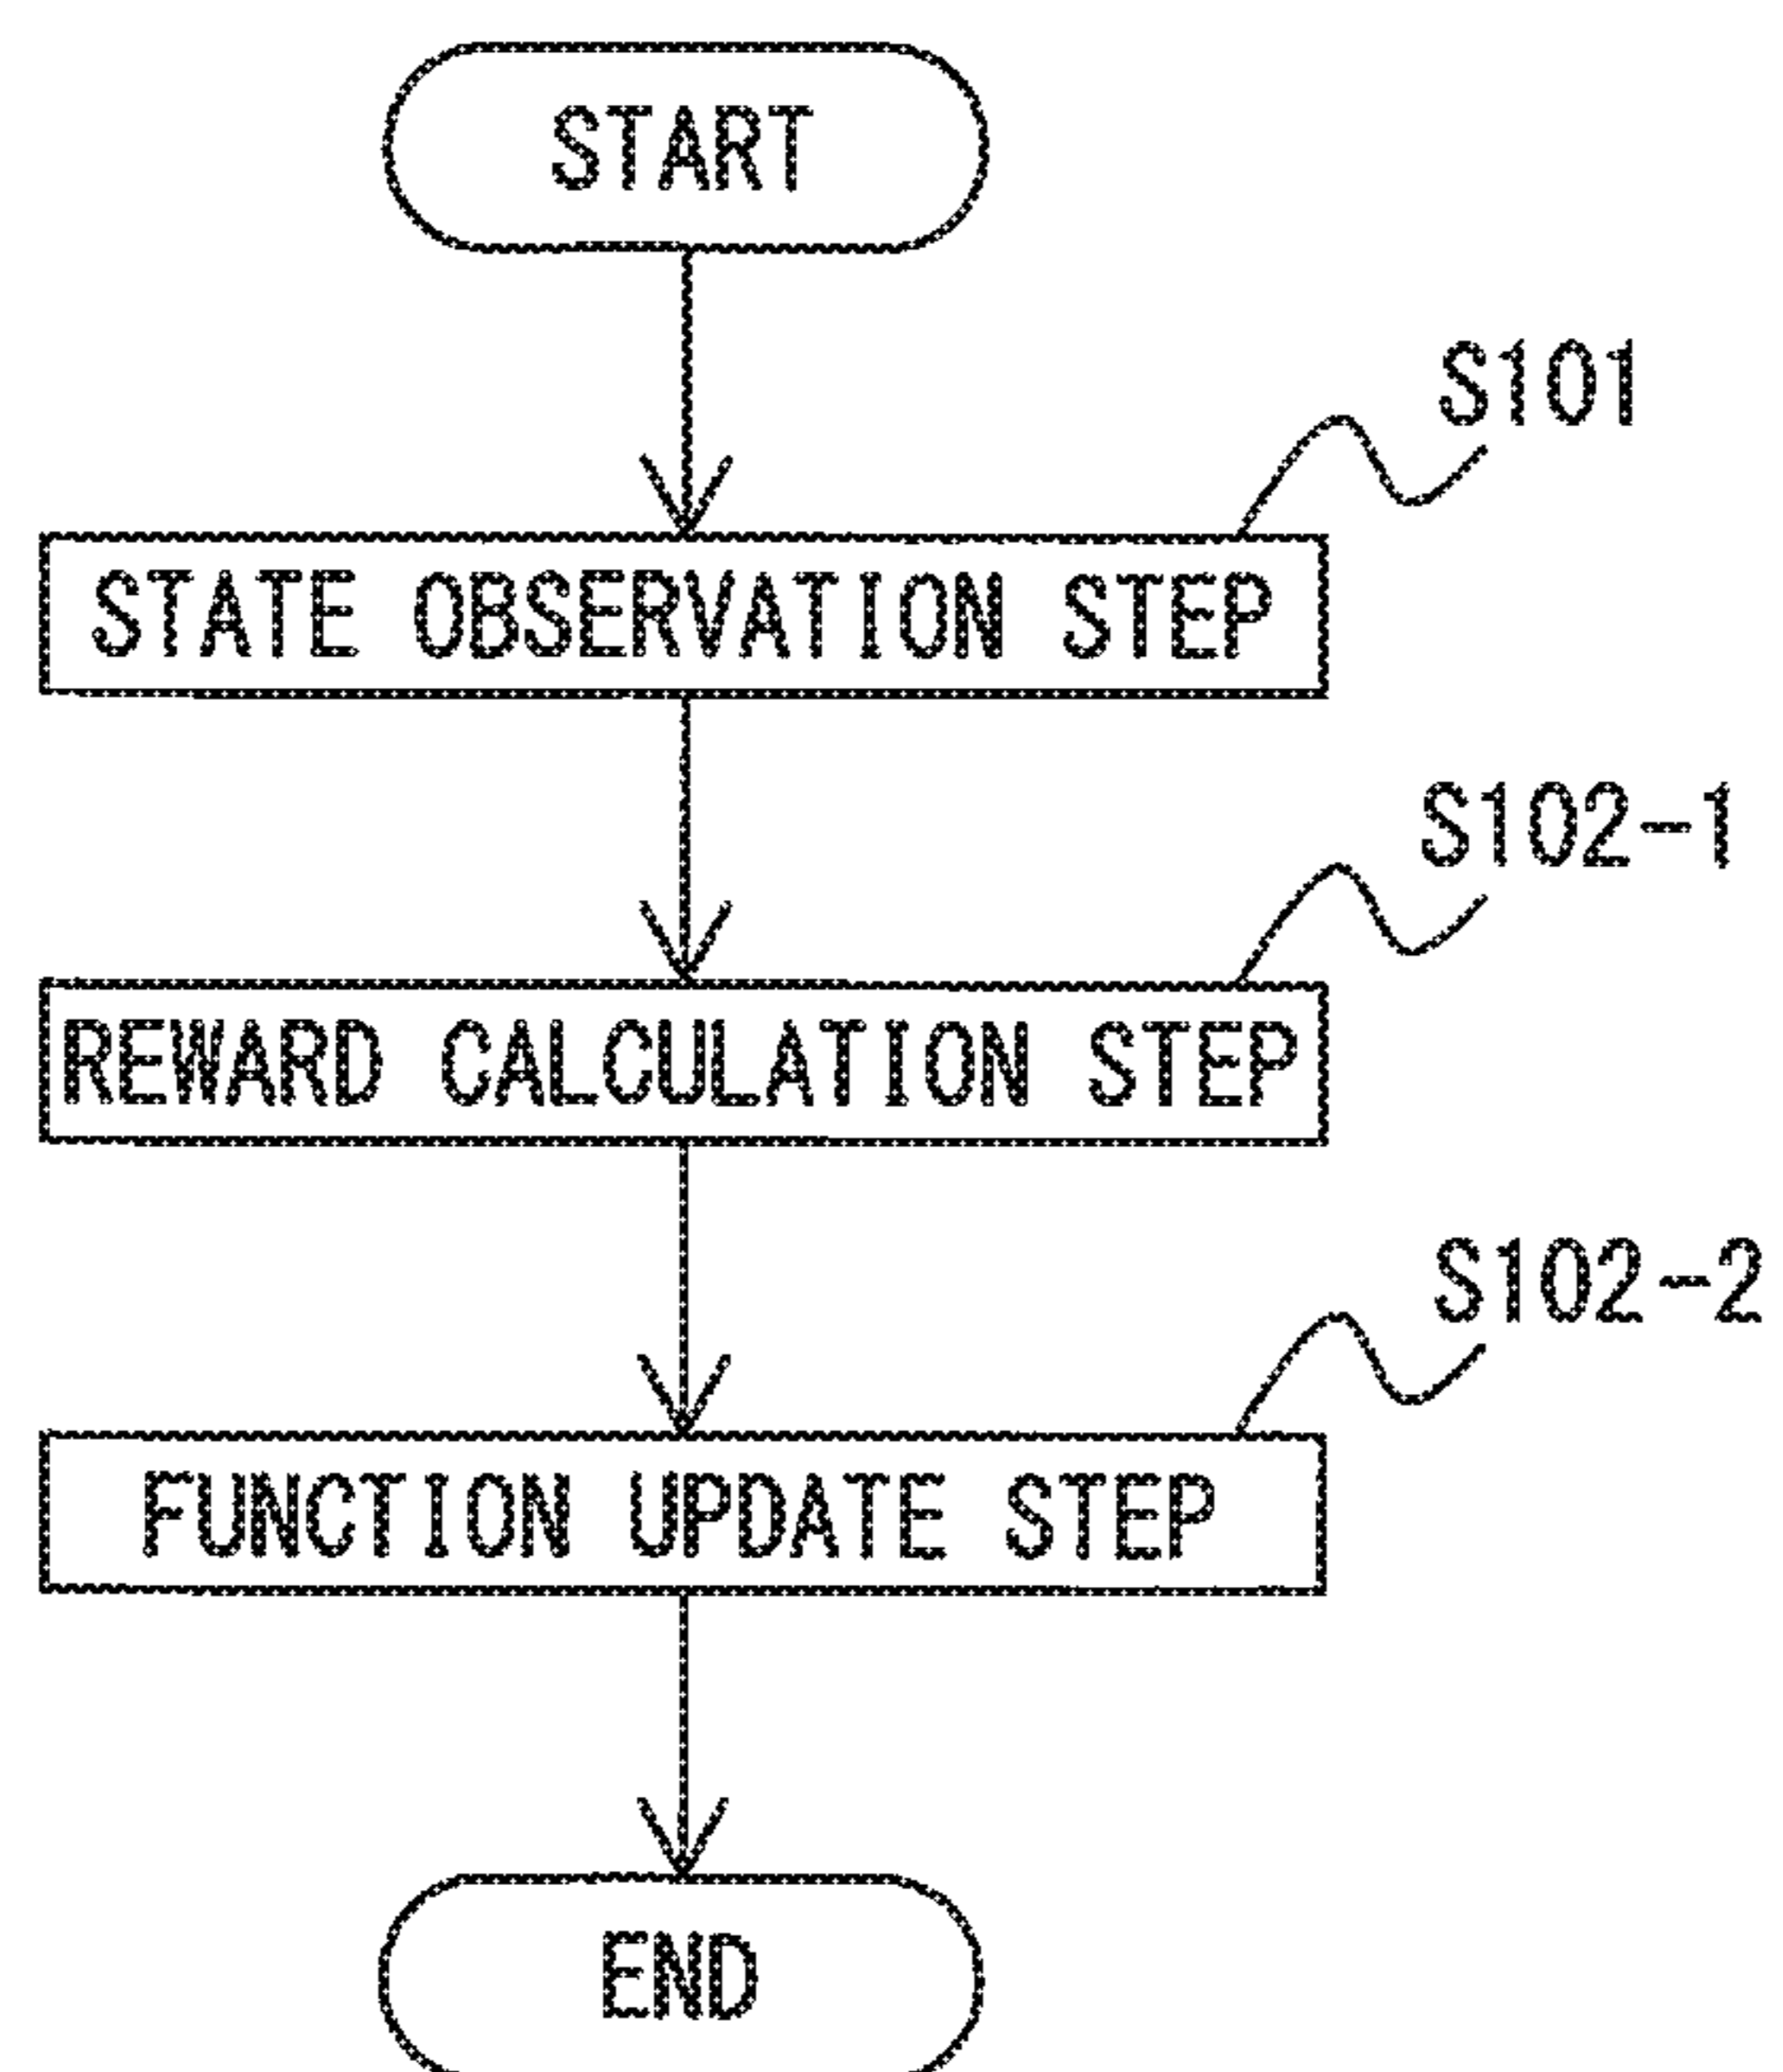 START
S101
STATE OBSERVATION STEP
S102-1
REWARD CALCULATION STEP
S102-2
FUNCTION UPDATE STEP
END